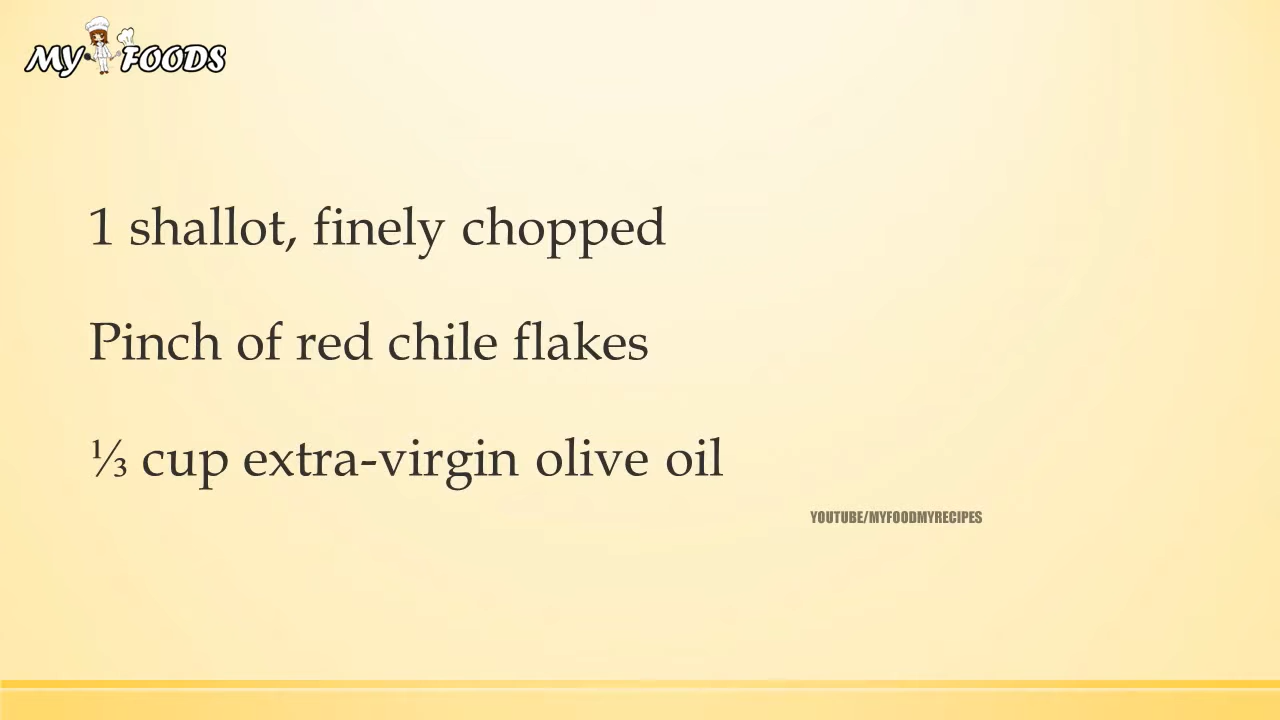 MY FOODS
1 shallot, finely chopped
Pinch of red chile flakes
⅓ cup extra-virgin olive oil
YOUTUBE/MYFOODMYRECIPES